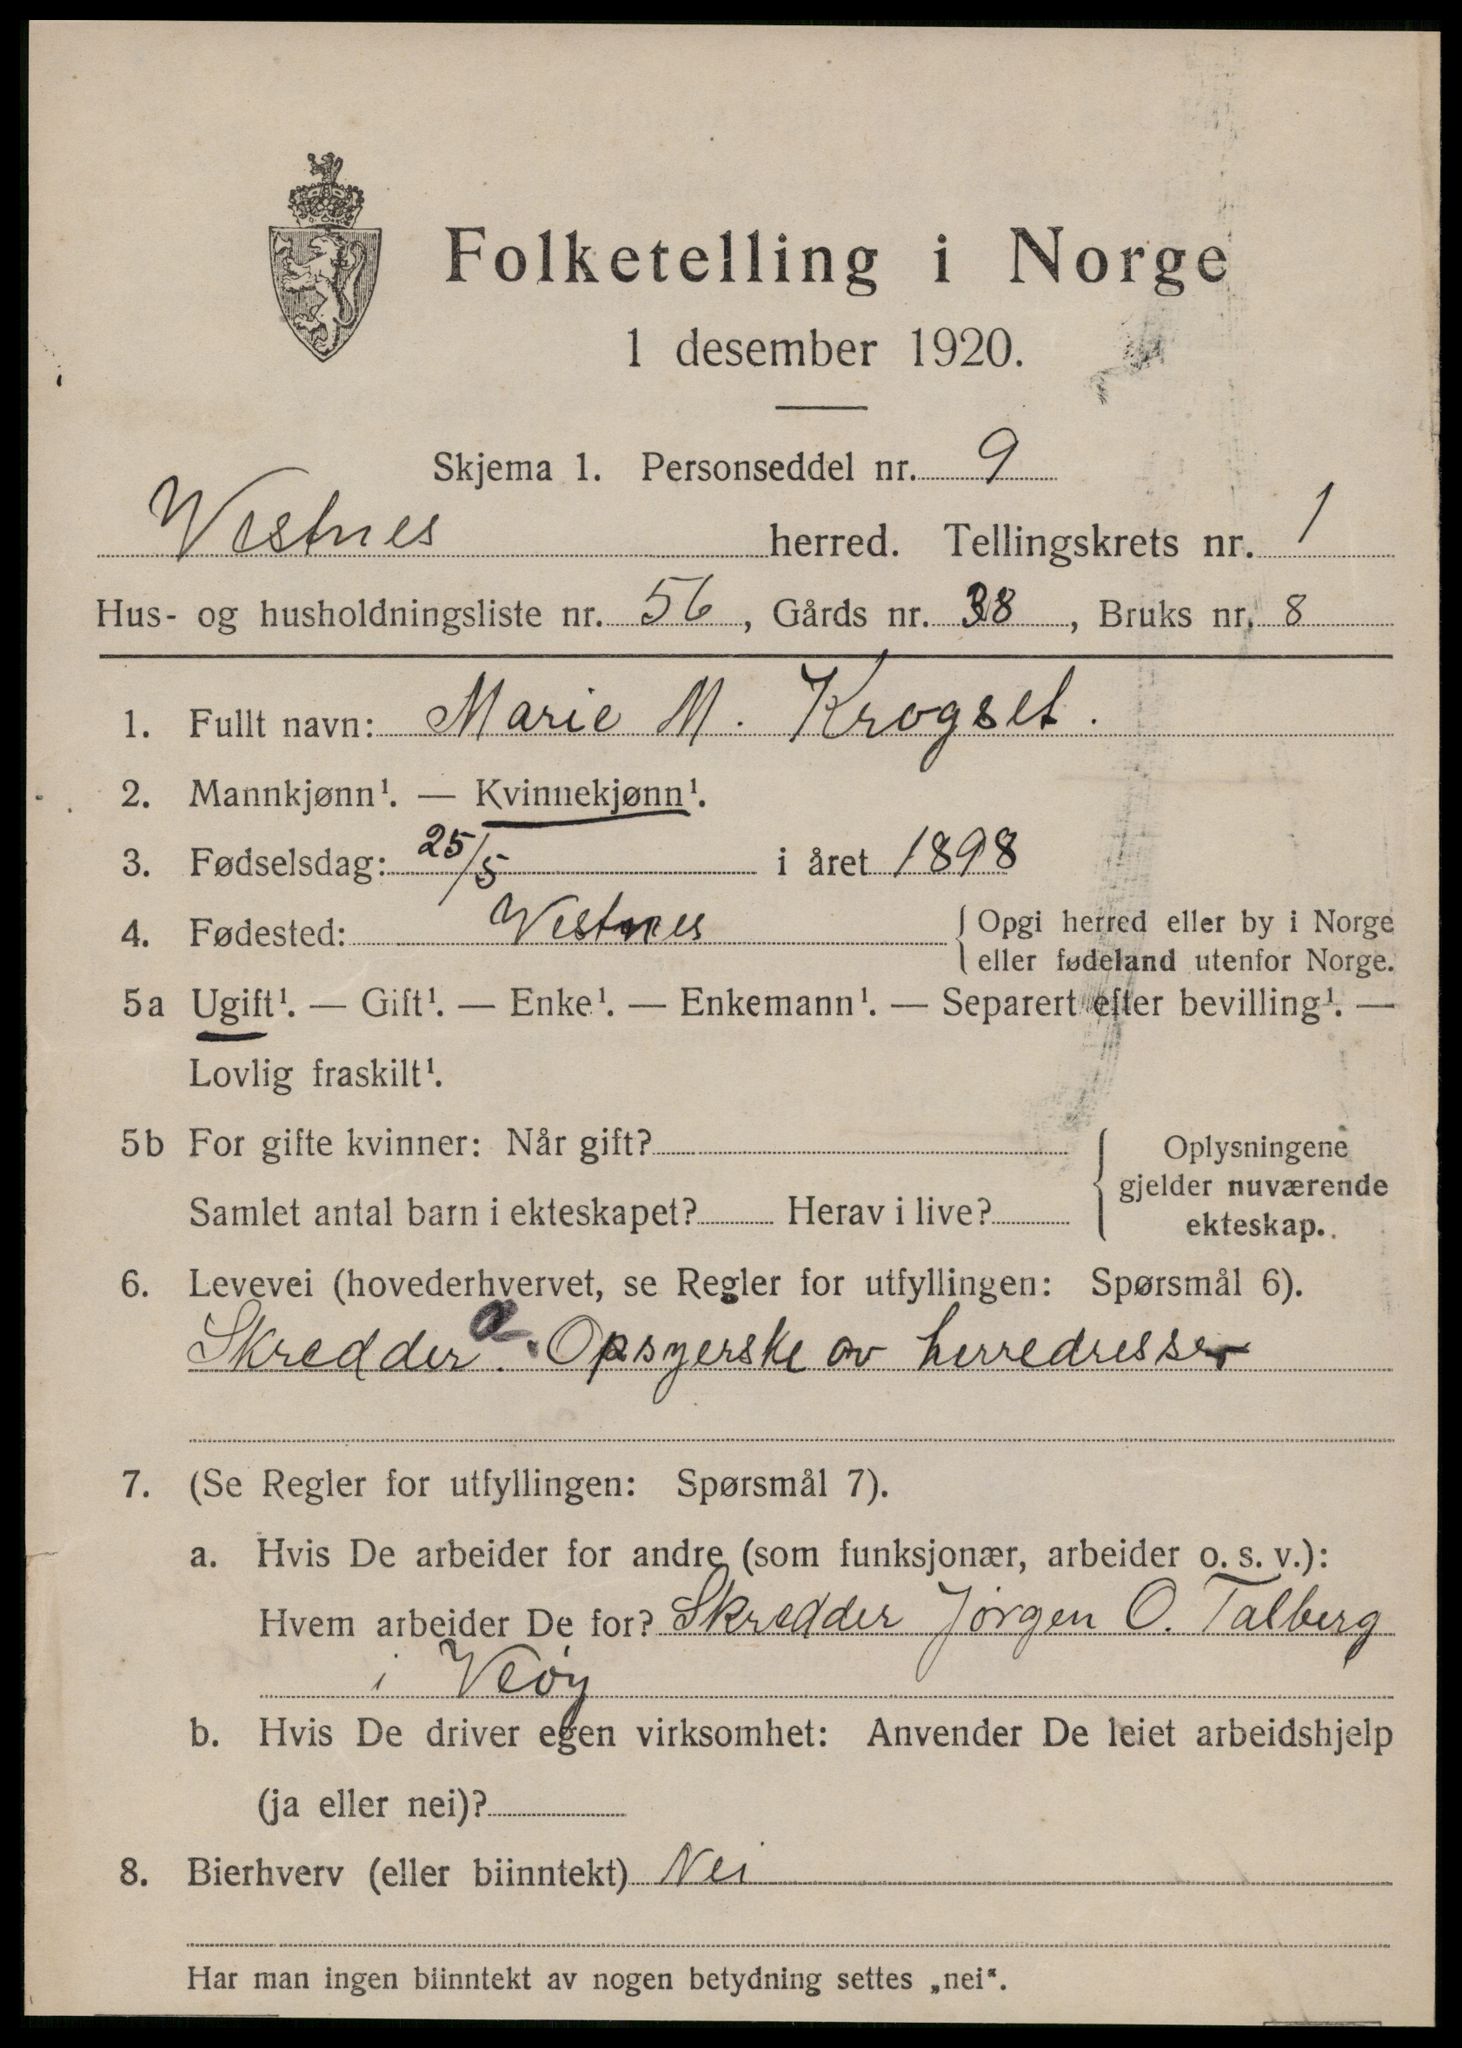 Folketelling i Norge
1 desember 1920.
Skjema 1. Personseddel nr. 9
Vestnes herred. Tellingskrets nr. 1
Hus- og husholdningsliste nr. 56, Gårds nr. 38, Bruks nr. 8
1. Fullt navn: Marie M. Krogset.
2. Mannkjønn¹. — Kvinnekjønn¹.
3. Fødselsdag: 25/5 i året 1898
4. Fødested: Vestnes { Opgi herred eller by i Norge
eller fødeland utenfor Norge.
5a Ugift¹. — Gift¹. — Enke¹. — Enkemann¹. — Separert efter bevilling¹. —
Lovlig fraskilt¹.
5b For gifte kvinner: Når gift? { Oplysningene
gjelder nuværende
Samlet antal barn i ekteskapet? Herav i live? ekteskap.
6. Levevei (hovederhvervet, se Regler for utfyllingen: Spørsmål 6).
Skredder a. Opsyerske av herredresser
7. (Se Regler for utfyllingen: Spørsmål 7).
a. Hvis De arbeider for andre (som funksjonær, arbeider o. s. v.):
Hvem arbeider De for? Skredder Jørgen O. Talberg
i Veøy
b. Hvis De driver egen virksomhet: Anvender De leiet arbeidshjelp
(ja eller nei)?
8. Bierhverv (eller biinntekt) Nei
Har man ingen biinntekt av nogen betydning settes „nei“.